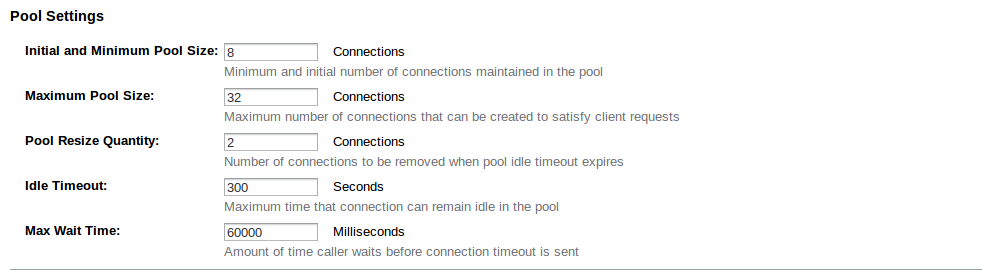 Pool Settings
Initial and Minimum Pool Size: 8 Connections
Minimum and initial number of connections maintained in the pool
Maximum Pool Size: 32 Connections
Maximum number of connections that can be created to satisfy client requests
Pool Resize Quantity: 2 Connections
Number of connections to be removed when pool idle timeout expires
Idle Timeout: 300 Seconds
Maximum time that connection can remain idle in the pool
Max Wait Time: 60000 Milliseconds
Amount of time caller waits before connection timeout is sent